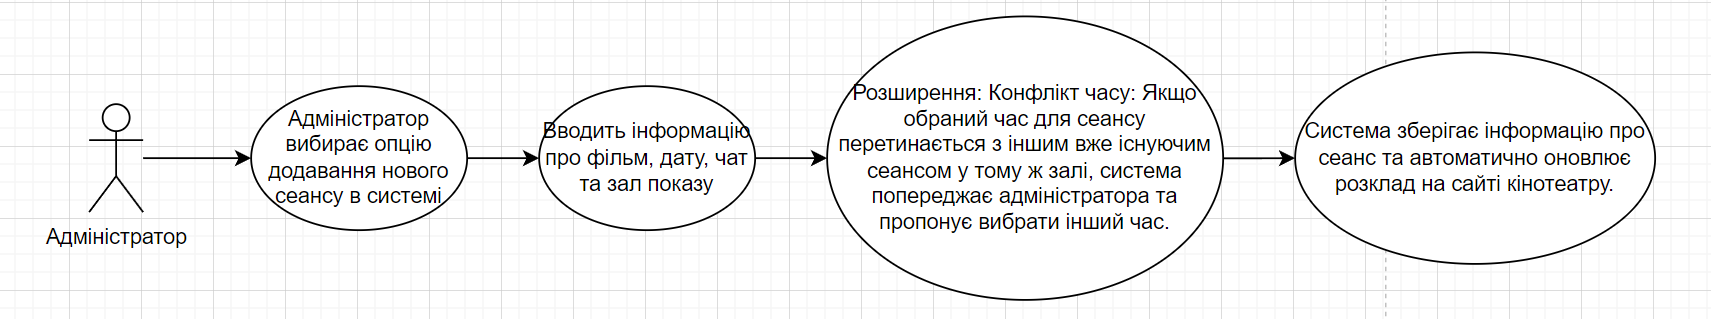 Адміністратор
Адміністратор
вибирає опцію
додавання нового
сеансу в системі
Вводить інформацію
про фільм, дату, чат
та зал показу
Розширення: Конфлікт часу: Якщо
обраний час для сеансу
перетинається з іншим вже існуючим
сеансом у тому ж залі, система
попереджає адміністратора та
пропонує вибрати інший час.
Система зберігає інформацію про
сеанс та автоматично оновлює
розклад на сайті кінотеатру.